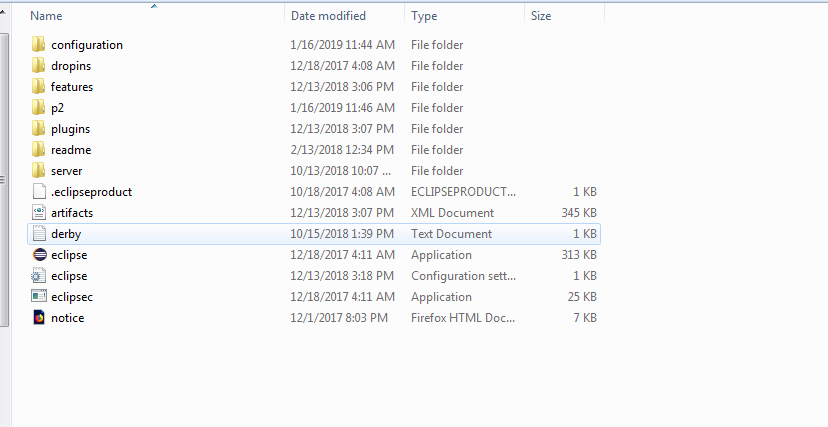 Name Date modified Type Size
configuration 1/16/2019 11:44 AM File folder
dropins 12/18/2017 4:08 AM File folder
features 12/13/2018 3:06 PM File folder
p2 1/16/2019 11:46 AM File folder
plugins 12/13/2018 3:07 PM File folder
readme 2/13/2018 12:34 PM File folder
server 10/13/2018 10:07 ... File folder
.eclipseproduct 10/18/2017 4:08 AM ECLIPSEPRODUCT... 1 KB
artifacts 12/13/2018 3:07 PM XML Document 345 KB
derby 10/15/2018 1:39 PM Text Document 1 KB
eclipse 12/18/2017 4:11 AM Application 313 KB
eclipse 12/13/2018 3:18 PM Configuration sett... 1 KB
eclipsec 12/18/2017 4:11 AM Application 25 KB
notice 12/1/2017 8:03 PM Firefox HTML Doc... 7 KB